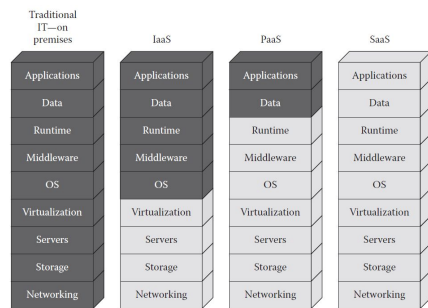 Traditional
IT—on
premises
IaaS
PaaS
SaaS
Applications
Data
Runtime
Middleware
OS
Virtualization
Servers
Storage
Networking
Applications
Data
Runtime
Middleware
OS
Virtualization
Servers
Storage
Networking
Applications
Data
Runtime
Middleware
OS
Virtualization
Servers
Storage
Networking
Applications
Data
Runtime
Middleware
OS
Virtualization
Servers
Storage
Networking